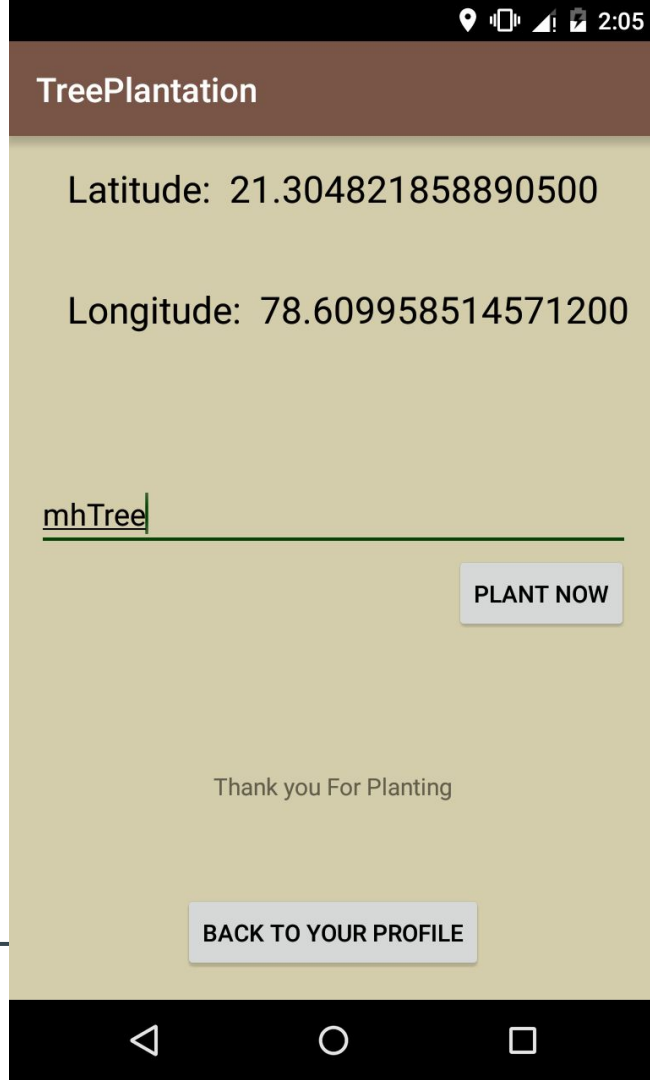 2:05
TreePlantation
Latitude: 21.304821858890500
Longitude: 78.609958514571200
mhTree
PLANT NOW
Thank you For Planting
BACK TO YOUR PROFILE